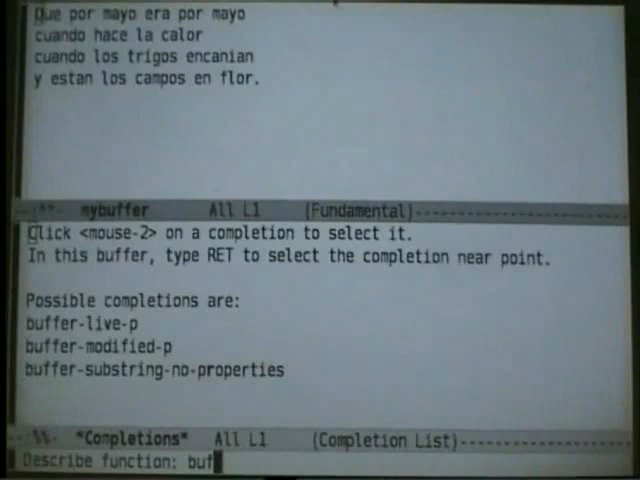 Que por mayo era por mayo
cuando hace la calor
cuando los trigos encanian
y estan los campos en flor.
--:**-  mybuffer       All L1     (Fundamental)------------------------
Click <mouse-2> on a completion to select it.
In this buffer, type RET to select the completion near point.
Possible completions are:
buffer-live-p
buffer-modified-p
buffer-substring-no-properties
--:%%-  *Completions*   All L1     (Completion List)-------------------
Describe function: buf